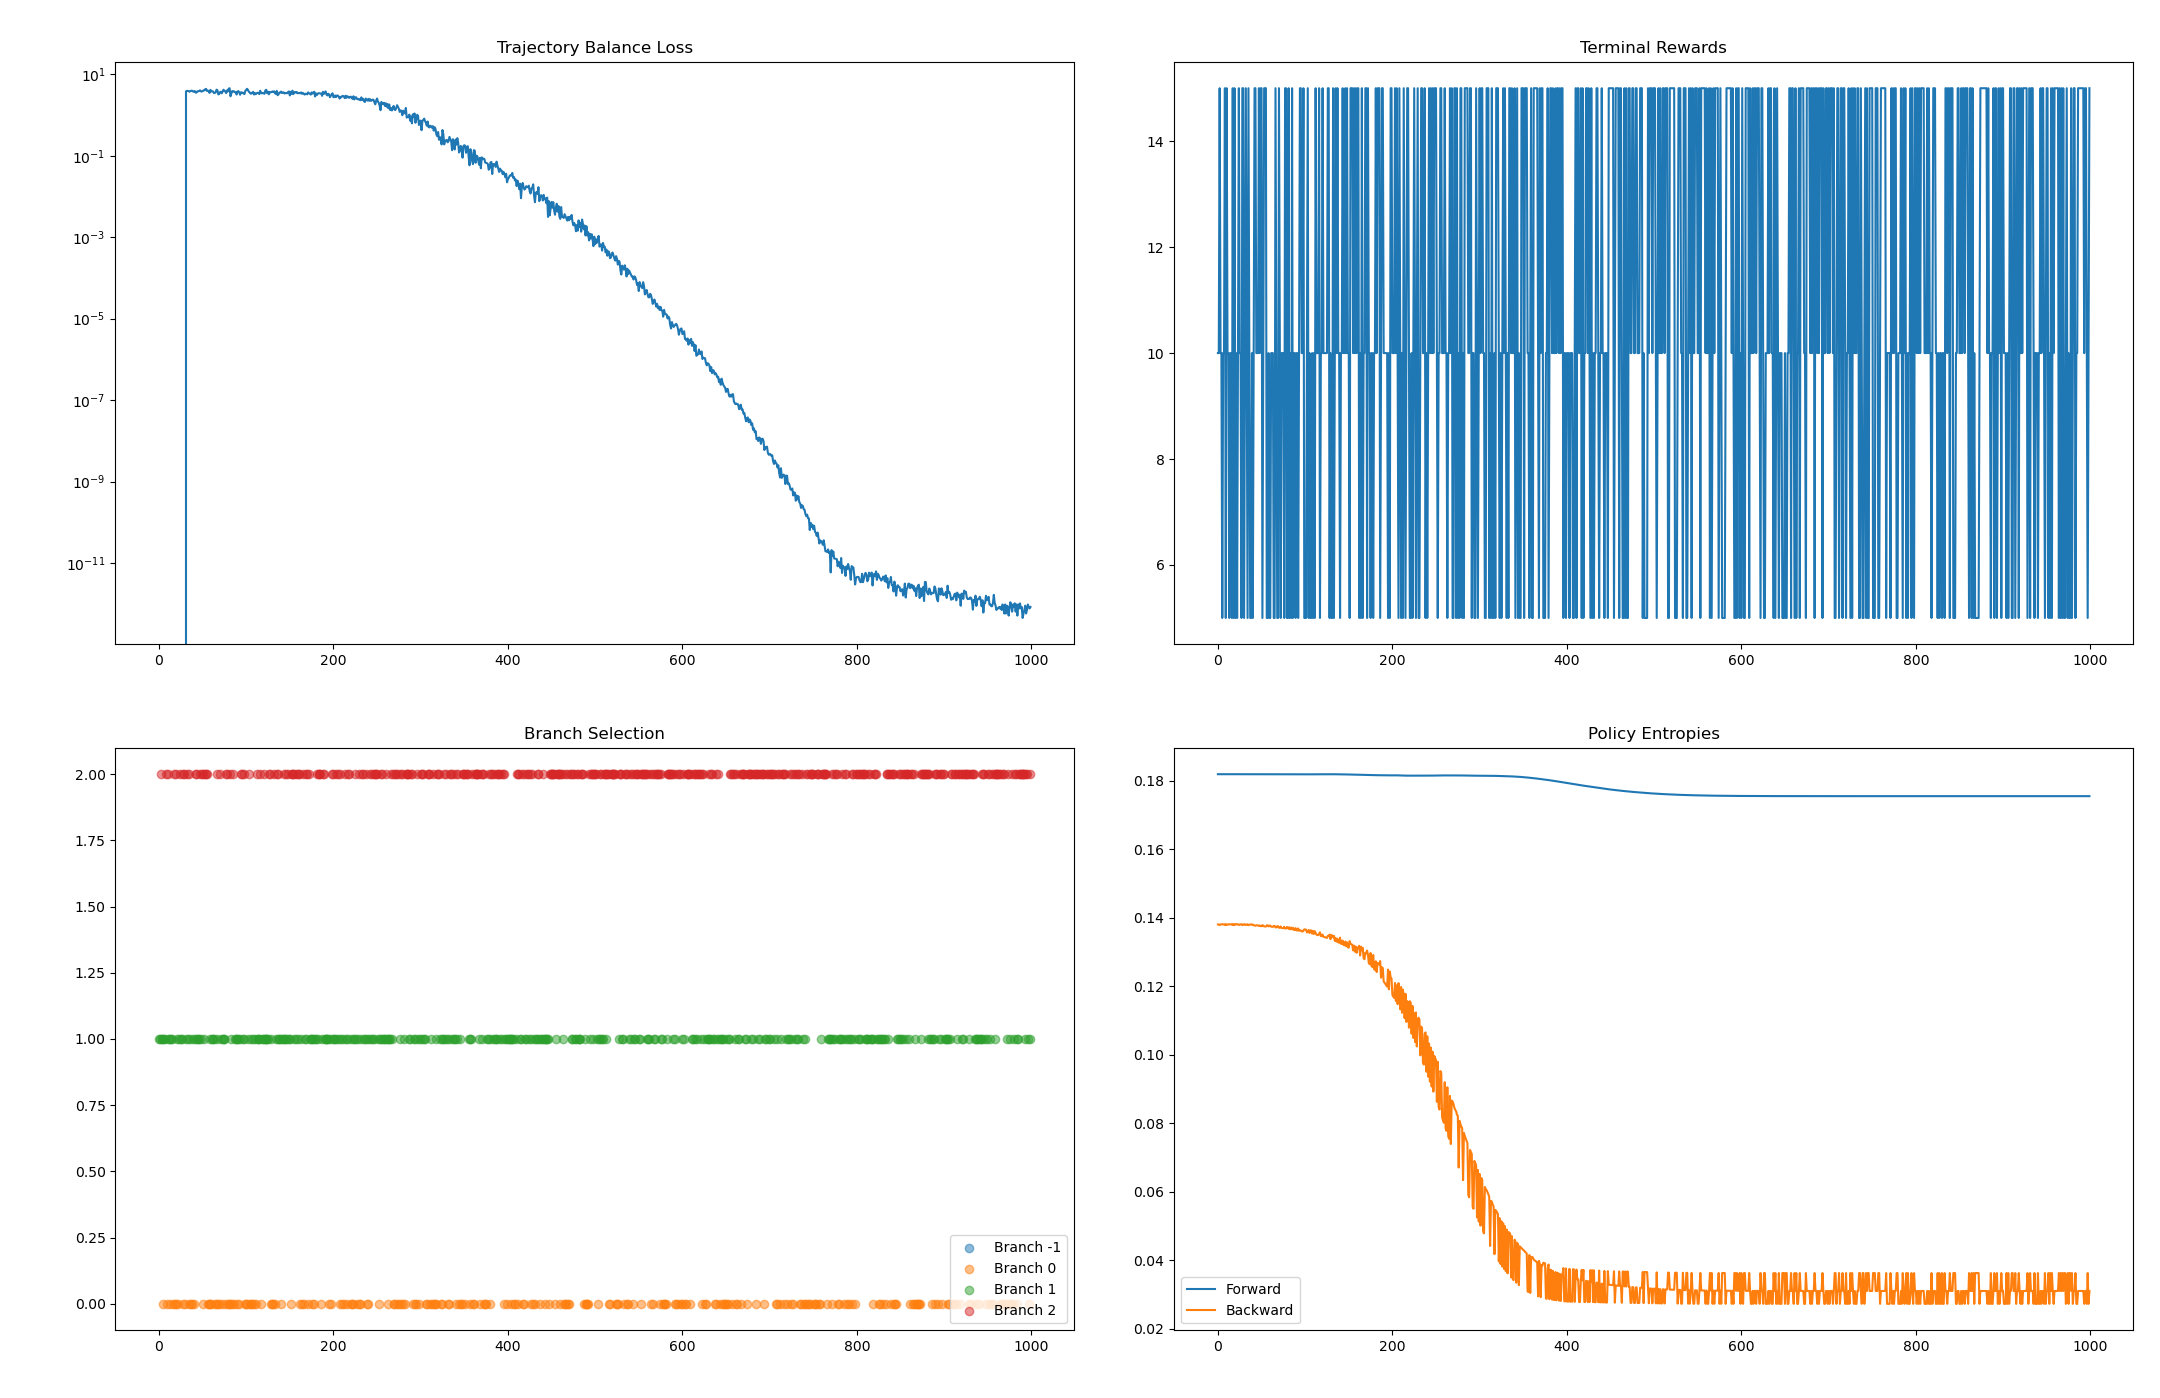 Trajectory Balance Loss
10^1
10^-1
10^-3
10^-5
10^-7
10^-9
10^-11
0 200 400 600 800 1000
Terminal Rewards
14
12
10
8
6
0 200 400 600 800 1000
Branch Selection
2.00
1.75
1.50
1.25
1.00
0.75
0.50
0.25
0.00
Branch -1
Branch 0
Branch 1
Branch 2
0 200 400 600 800 1000
Policy Entropies
0.18
0.16
0.14
0.12
0.10
0.08
0.06
0.04
0.02
Forward
Backward
0 200 400 600 800 1000